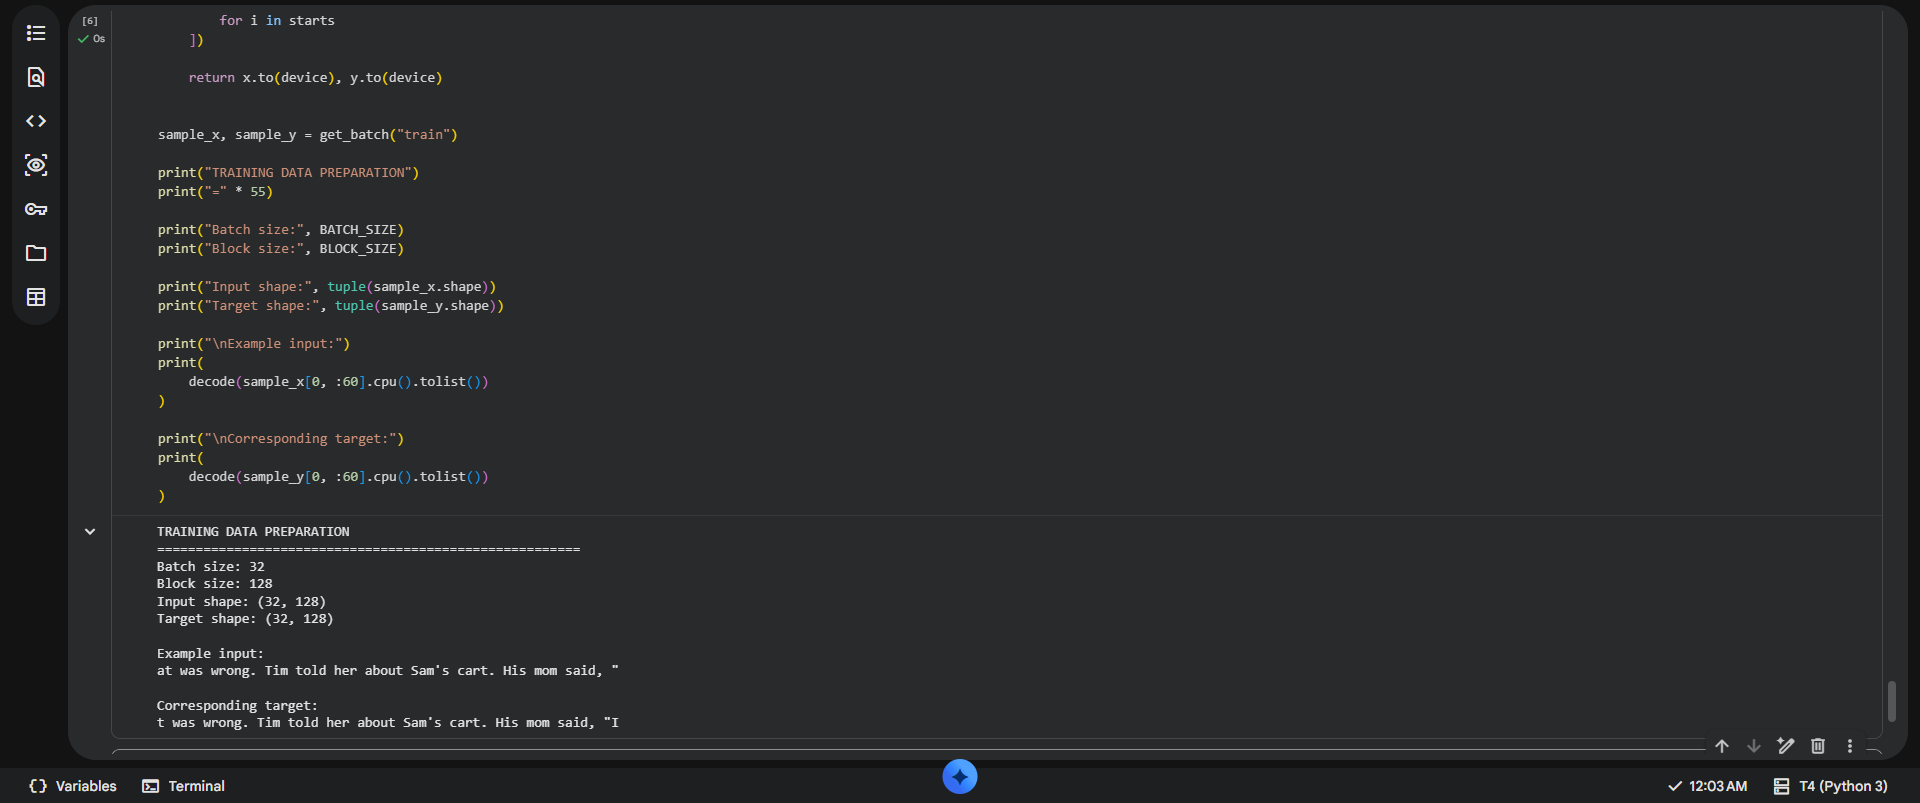 [6]
0s
            for i in starts
        ])

        return x.to(device), y.to(device)


    sample_x, sample_y = get_batch("train")

    print("TRAINING DATA PREPARATION")
    print("=" * 55)

    print("Batch size:", BATCH_SIZE)
    print("Block size:", BLOCK_SIZE)

    print("Input shape:", tuple(sample_x.shape))
    print("Target shape:", tuple(sample_y.shape))

    print("\nExample input:")
    print(
        decode(sample_x[0, :60].cpu().tolist())
    )

    print("\nCorresponding target:")
    print(
        decode(sample_y[0, :60].cpu().tolist())
    )

TRAINING DATA PREPARATION
=======================================================
Batch size: 32
Block size: 128
Input shape: (32, 128)
Target shape: (32, 128)

Example input:
at was wrong. Tim told her about Sam's cart. His mom said, "

Corresponding target:
t was wrong. Tim told her about Sam's cart. His mom said, "I
Variables
Terminal
12:03 AM
T4 (Python 3)